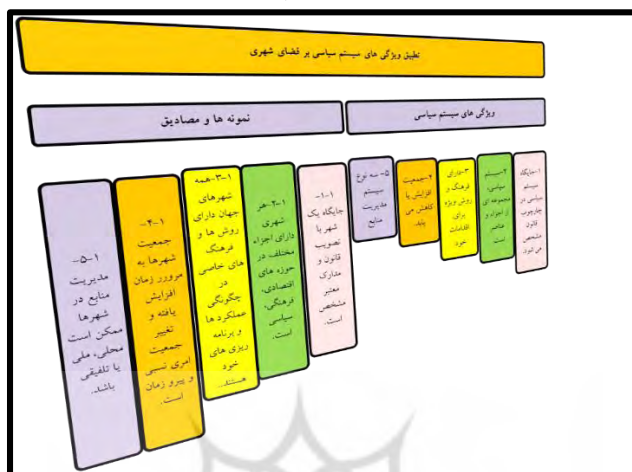 تطبیق ویژگی های سیستم سیاسی بر فضای شهری
ویژگی های سیستم سیاسی
نمونه ها و مصادیق
۱-جایگاه
سیستم
سیاسی در
چارچوب
قانون
مشخص
می شود.
۲-سیستم
سیاسی،
مجموعه ای
از اجزاء و
عناصر
است
۳-دارای
فرهنگ و
روش ویژه
برای
اقدامات
خود
۴-جمعیت
افزایش یا
کاهش می
یابد.
۵- سه نوع
سیستم
مدیریت
منابع
۱-۱-
جایگاه یک
شهر با
تصویب
قانون و
مدارک
معتبر
مشخص
است.
۲-۱-هر
شهری
دارای اجزاء
مختلف در
حوزه های
اقتصادی،
فرهنگی،
سیاسی
است.
۳-۱-همه
شهرهای
جهان دارای
روش ها و
فرهنگ
های خاصی
در
چگونگی
عملکردها
و برنامه
ریزی های
خود
هستند.
۴-۱-
جمعیت
شهرها به
مرورر زمان
افزایش
یافته و
تغییر
جمعیت
امری نسبی
و پیرو زمان
است.
۵-۱-
مدیریت
منابع در
شهرها
ممکن است
محلی، ملی
یا تلفیقی
باشد.